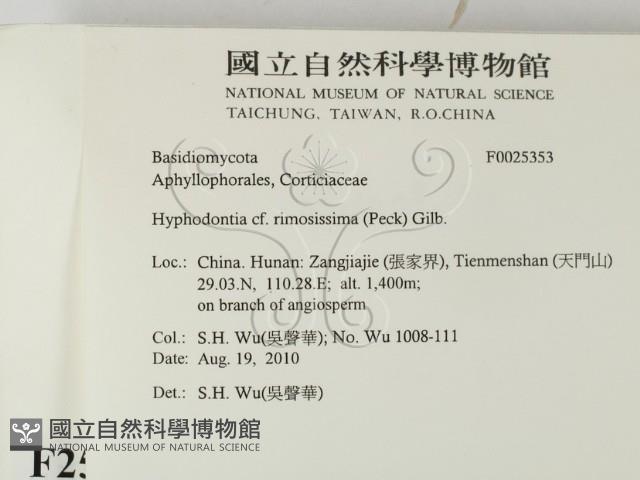 國立自然科學博物館
NATIONAL MUSEUM OF NATURAL SCIENCE
TAICHUNG, TAIWAN, R.O.CHINA
Basidiomycota F0025353
Aphyllophorales, Corticiaceae
Hyphodontia cf. rimosissima (Peck) Gilb.
Loc.: China. Hunan: Zangjiajie (張家界), Tienmenshan (天門山)
29.03.N, 110.28.E; alt. 1,400m;
on branch of angiosperm
Col.: S.H. Wu(吳聲華); No. Wu 1008-111
Date: Aug. 19, 2010
Det.: S.H. Wu(吳聲華)
國立自然科學博物館
NATIONAL MUSEUM OF NATURAL SCIENCE